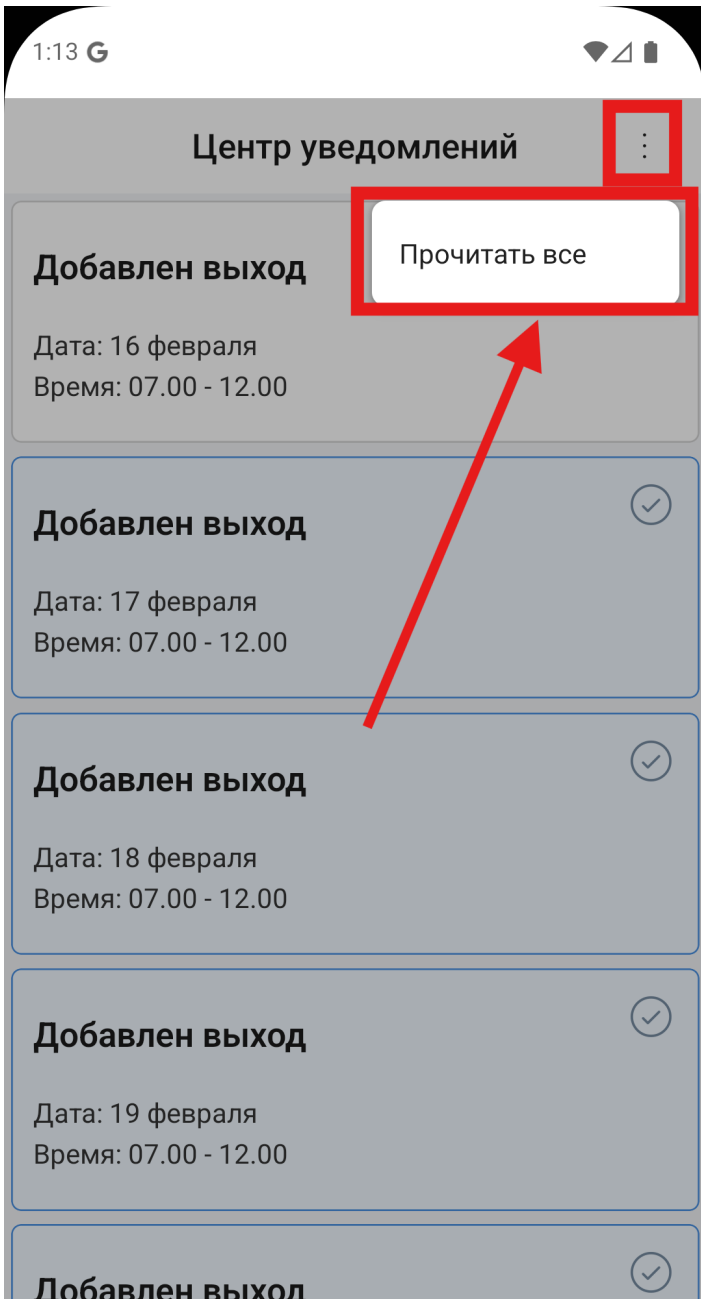 1:13 G
Центр уведомлений
Прочитать все
Добавлен выход
Дата: 16 февраля
Время: 07.00 - 12.00
Добавлен выход
Дата: 17 февраля
Время: 07.00 - 12.00
Добавлен выход
Дата: 18 февраля
Время: 07.00 - 12.00
Добавлен выход
Дата: 19 февраля
Время: 07.00 - 12.00
Добавлен выход